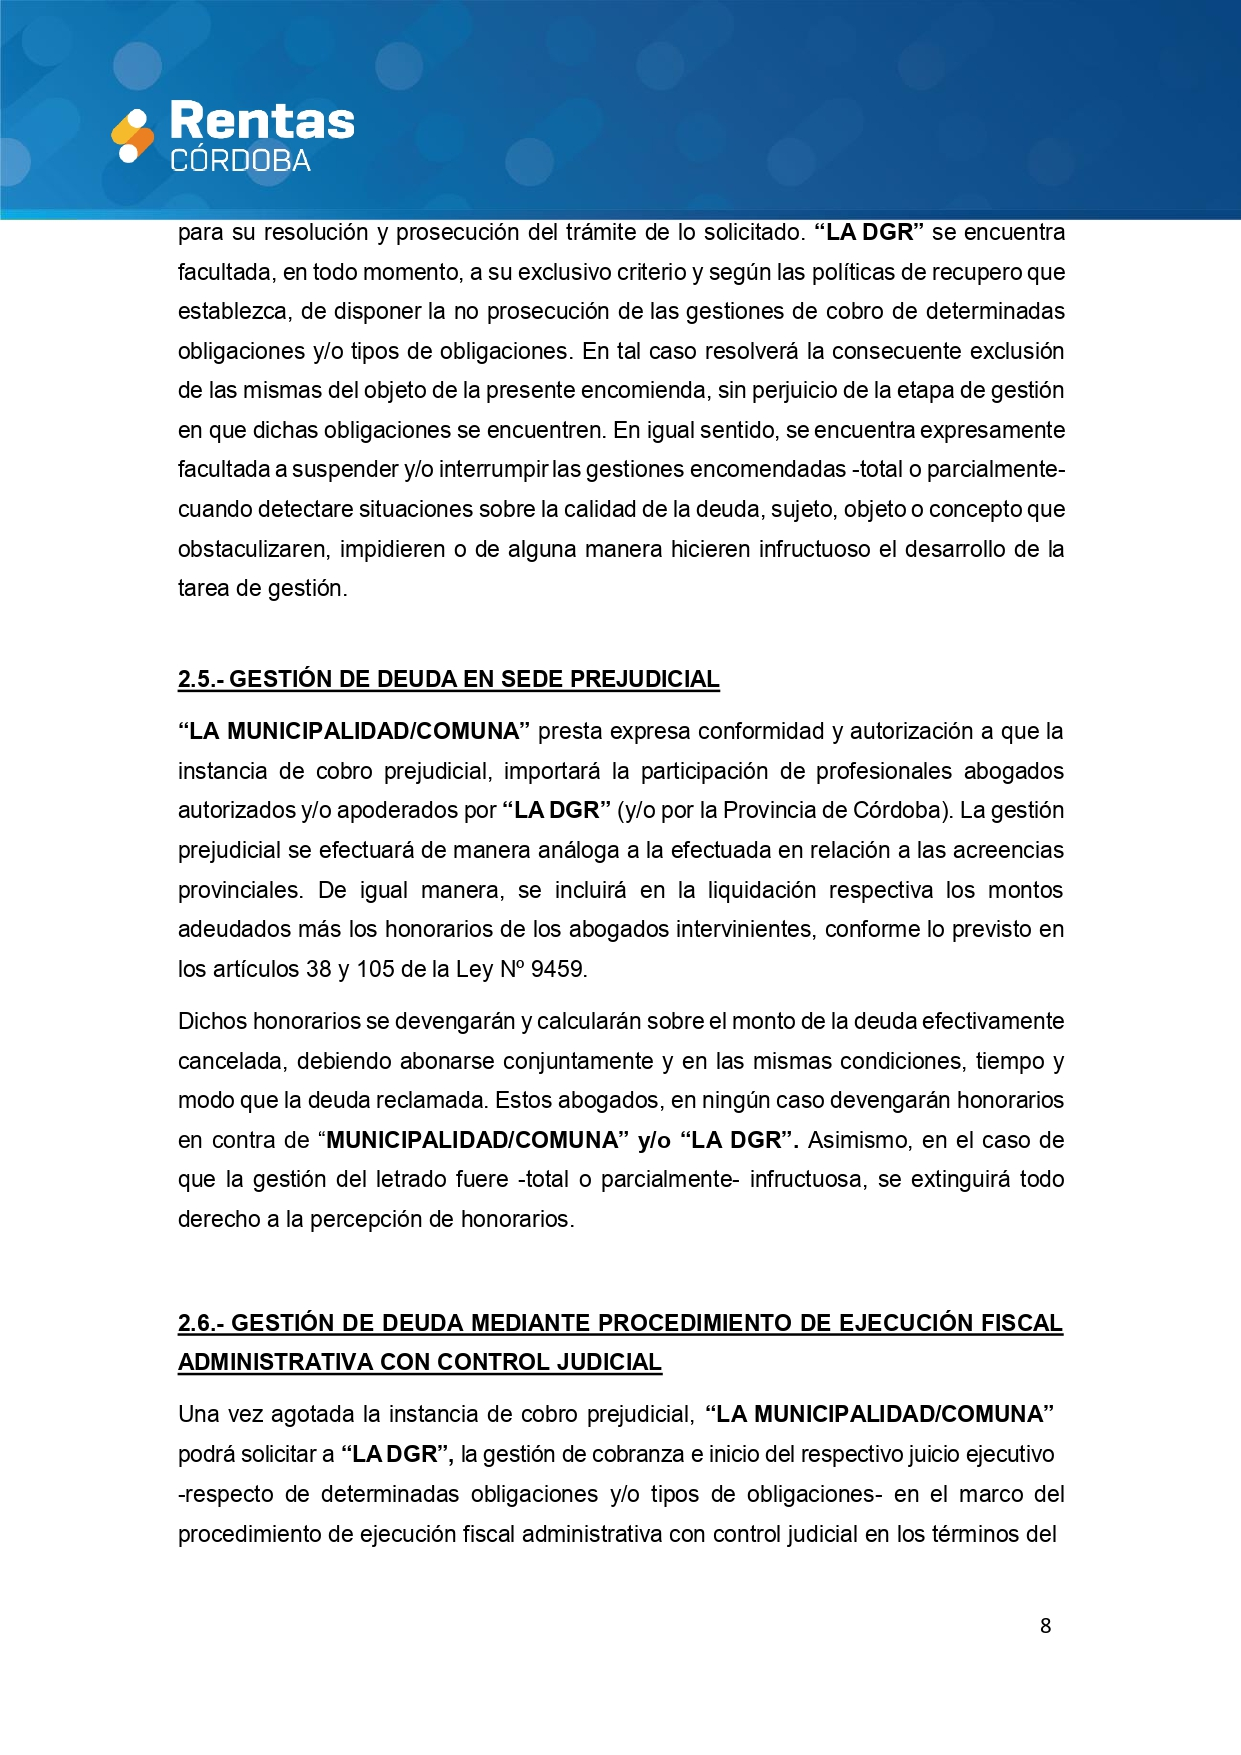 Rentas
CÓRDOBA
para su resolución y prosecución del trámite de lo solicitado. “LA DGR” se encuentra
facultada, en todo momento, a su exclusivo criterio y según las políticas de recupero que
establezca, de disponer la no prosecución de las gestiones de cobro de determinadas
obligaciones y/o tipos de obligaciones. En tal caso resolverá la consecuente exclusión
de las mismas del objeto de la presente encomienda, sin perjuicio de la etapa de gestión
en que dichas obligaciones se encuentren. En igual sentido, se encuentra expresamente
facultada a suspender y/o interrumpir las gestiones encomendadas -total o parcialmente-
cuando detectare situaciones sobre la calidad de la deuda, sujeto, objeto o concepto que
obstaculizaren, impidieren o de alguna manera hicieren infructuoso el desarrollo de la
tarea de gestión.
2.5.- GESTIÓN DE DEUDA EN SEDE PREJUDICIAL
“LA MUNICIPALIDAD/COMUNA” presta expresa conformidad y autorización a que la
instancia de cobro prejudicial, importará la participación de profesionales abogados
autorizados y/o apoderados por “LA DGR” (y/o por la Provincia de Córdoba). La gestión
prejudicial se efectuará de manera análoga a la efectuada en relación a las acreencias
provinciales. De igual manera, se incluirá en la liquidación respectiva los montos
adeudados más los honorarios de los abogados intervinientes, conforme lo previsto en
los artículos 38 y 105 de la Ley Nº 9459.
Dichos honorarios se devengarán y calcularán sobre el monto de la deuda efectivamente
cancelada, debiendo abonarse conjuntamente y en las mismas condiciones, tiempo y
modo que la deuda reclamada. Estos abogados, en ningún caso devengarán honorarios
en contra de “MUNICIPALIDAD/COMUNA” y/o “LA DGR”. Asimismo, en el caso de
que la gestión del letrado fuere -total o parcialmente- infructuosa, se extinguirá todo
derecho a la percepción de honorarios.
2.6.- GESTIÓN DE DEUDA MEDIANTE PROCEDIMIENTO DE EJECUCIÓN FISCAL
ADMINISTRATIVA CON CONTROL JUDICIAL
Una vez agotada la instancia de cobro prejudicial, “LA MUNICIPALIDAD/COMUNA”
podrá solicitar a “LA DGR”, la gestión de cobranza e inicio del respectivo juicio ejecutivo
-respecto de determinadas obligaciones y/o tipos de obligaciones- en el marco del
procedimiento de ejecución fiscal administrativa con control judicial en los términos del
8